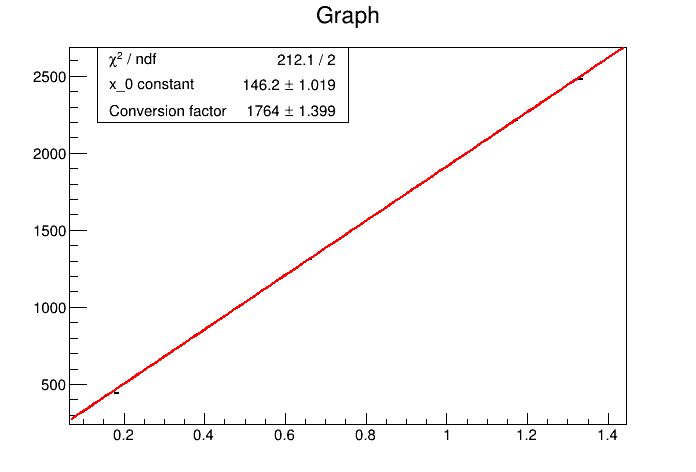 Graph
χ² / ndf 212.1 / 2
x_0 constant 146.2 ± 1.019
Conversion factor 1764 ± 1.399
2500
2000
1500
1000
500
0.2 0.4 0.6 0.8 1 1.2 1.4